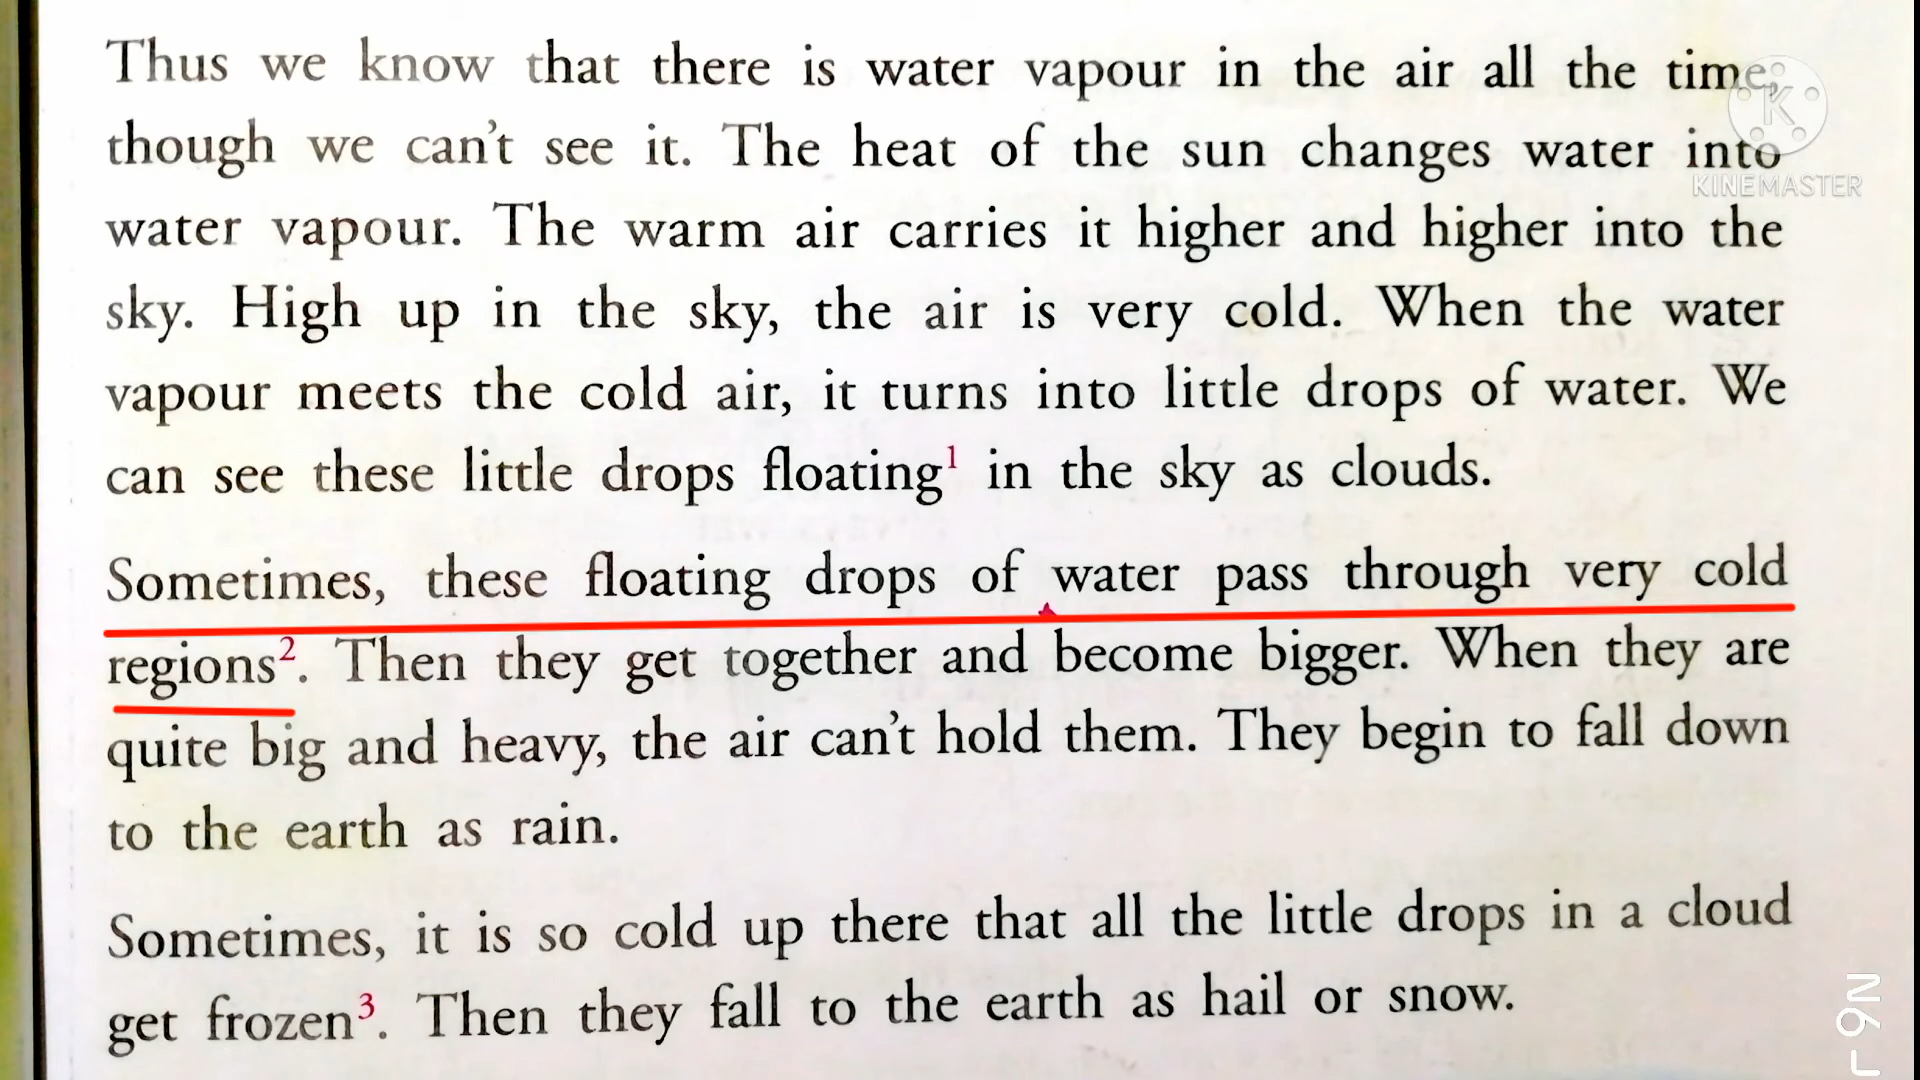 Thus we know that there is water vapour in the air all the time,
though we can't see it. The heat of the sun changes water into
KINEMASTER
water vapour. The warm air carries it higher and higher into the
sky. High up in the sky, the air is very cold. When the water
vapour meets the cold air, it turns into little drops of water. We
can see these little drops floating¹ in the sky as clouds.
Sometimes, these floating drops of water pass through very cold
regions². Then they get together and become bigger. When they are
quite big and heavy, the air can't hold them. They begin to fall down
to the earth as rain.
Sometimes, it is so cold up there that all the little drops in a cloud
get frozen³. Then they fall to the earth as hail or snow.